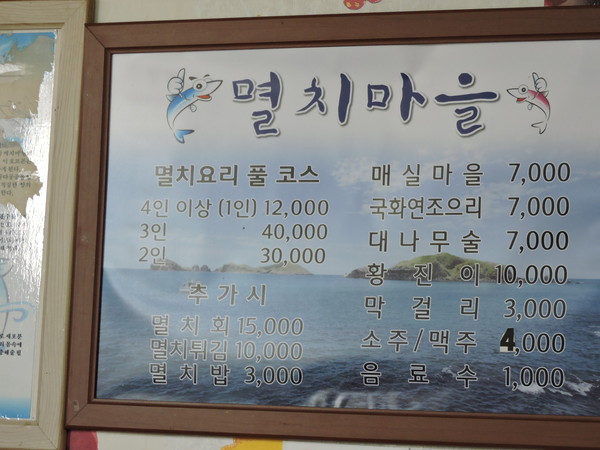 멸치마을
멸치요리 풀 코스
4인 이상 (1인) 12,000
3인 40,000
2인 30,000
추 가 시
멸 치 회 15,000
멸치튀김 10,000
멸 치 밥 3,000
매 실 마 을 7,000
국화연조으리 7,000
대 나 무 술 7,000
황 진 이 10,000
막 걸 리 3,000
소 주 / 맥 주 4,000
음 료 수 1,000